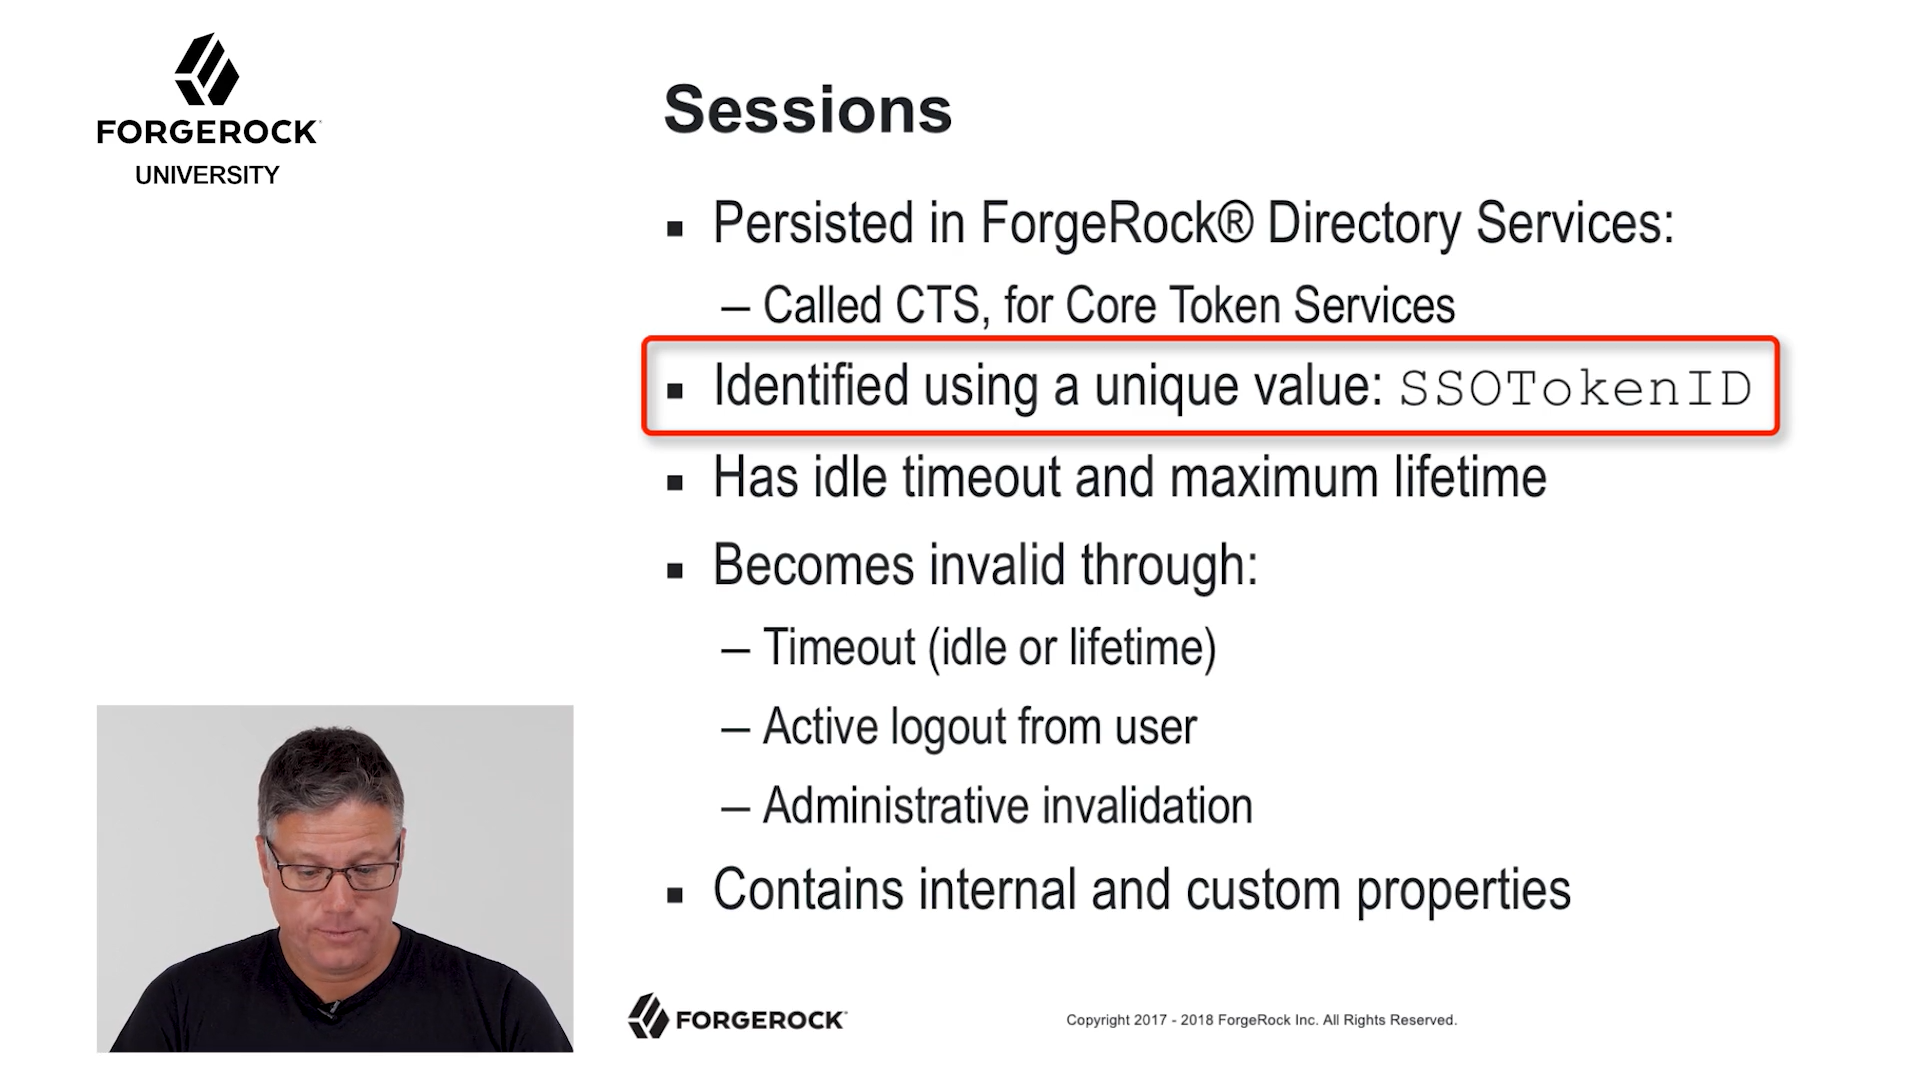 FORGEROCK
UNIVERSITY
Sessions
▪ Persisted in ForgeRock® Directory Services:
– Called CTS, for Core Token Services
▪ Identified using a unique value: SSOTokenID
▪ Has idle timeout and maximum lifetime
▪ Becomes invalid through:
– Timeout (idle or lifetime)
– Active logout from user
– Administrative invalidation
▪ Contains internal and custom properties
FORGEROCK
Copyright 2017 - 2018 ForgeRock Inc. All Rights Reserved.